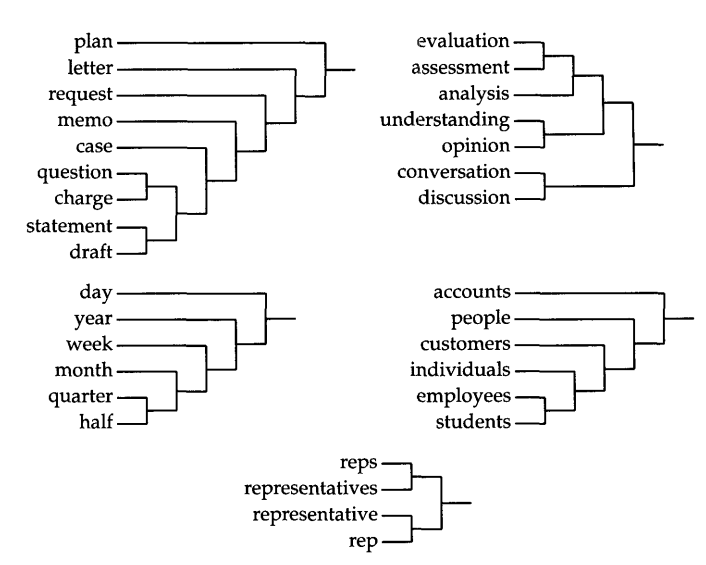 plan
letter
request
memo
case
question
charge
statement
draft
evaluation
assessment
analysis
understanding
opinion
conversation
discussion
day
year
week
month
quarter
half
accounts
people
customers
individuals
employees
students
reps
representatives
representative
rep